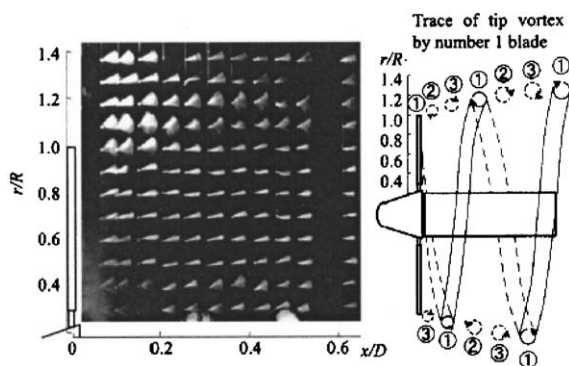 Trace of tip vortex
by number 1 blade
r/R
1.4
1.2
1.0
0.8
0.6
0.4
r/R
0
0.2
0.4
0.6
x/D
r/R
1.4
1.2
1.0
0.8
0.6
0.4
① ② ③ ① ② ③ ①
③ ① ② ③ ①